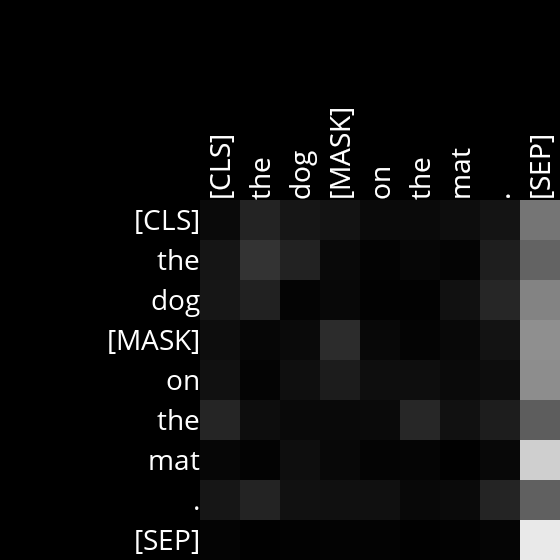 [CLS] the dog [MASK] on the mat . [SEP]
[CLS]
the
dog
[MASK]
on
the
mat
.
[SEP]